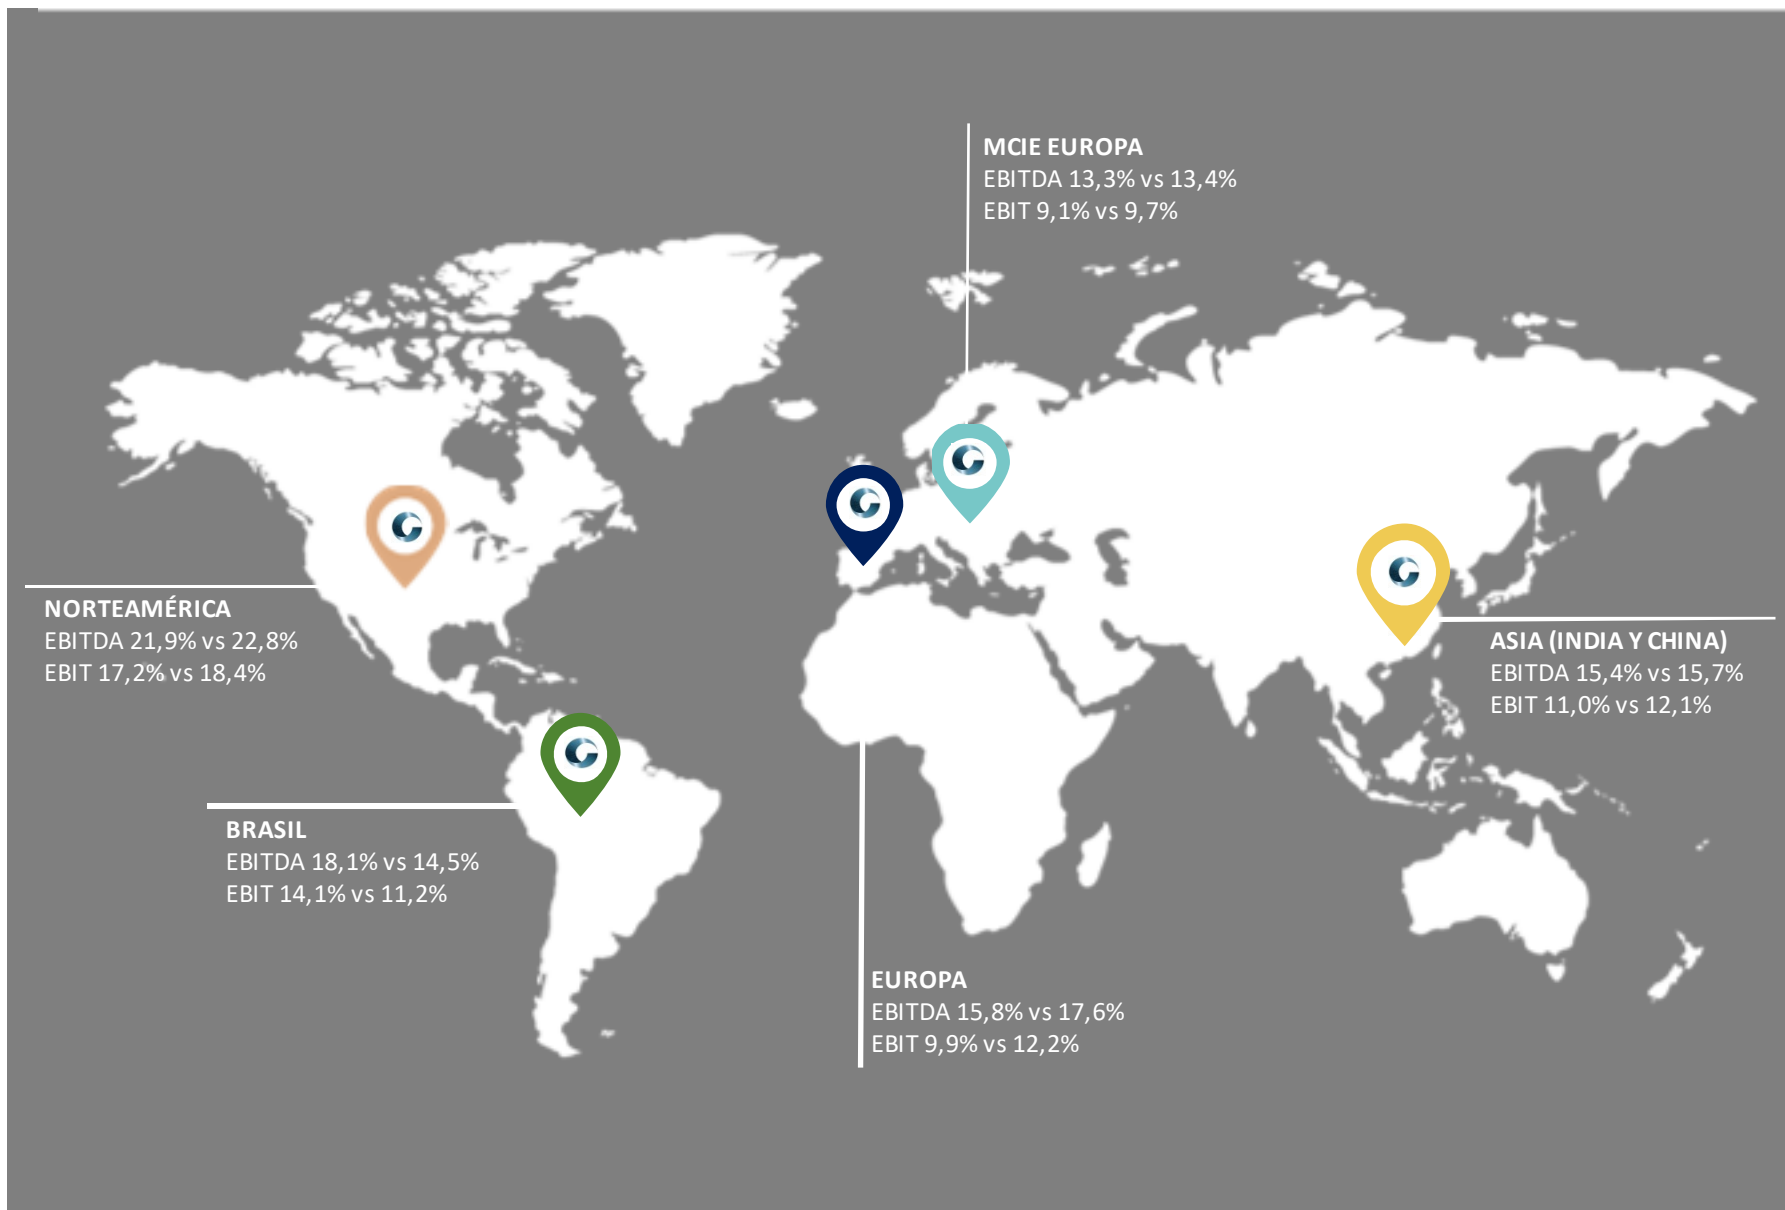 MCIE EUROPA
EBITDA 13,3% vs 13,4%
EBIT 9,1% vs 9,7%
NORTEAMÉRICA
EBITDA 21,9% vs 22,8%
EBIT 17,2% vs 18,4%
ASIA (INDIA Y CHINA)
EBITDA 15,4% vs 15,7%
EBIT 11,0% vs 12,1%
BRASIL
EBITDA 18,1% vs 14,5%
EBIT 14,1% vs 11,2%
EUROPA
EBITDA 15,8% vs 17,6%
EBIT 9,9% vs 12,2%